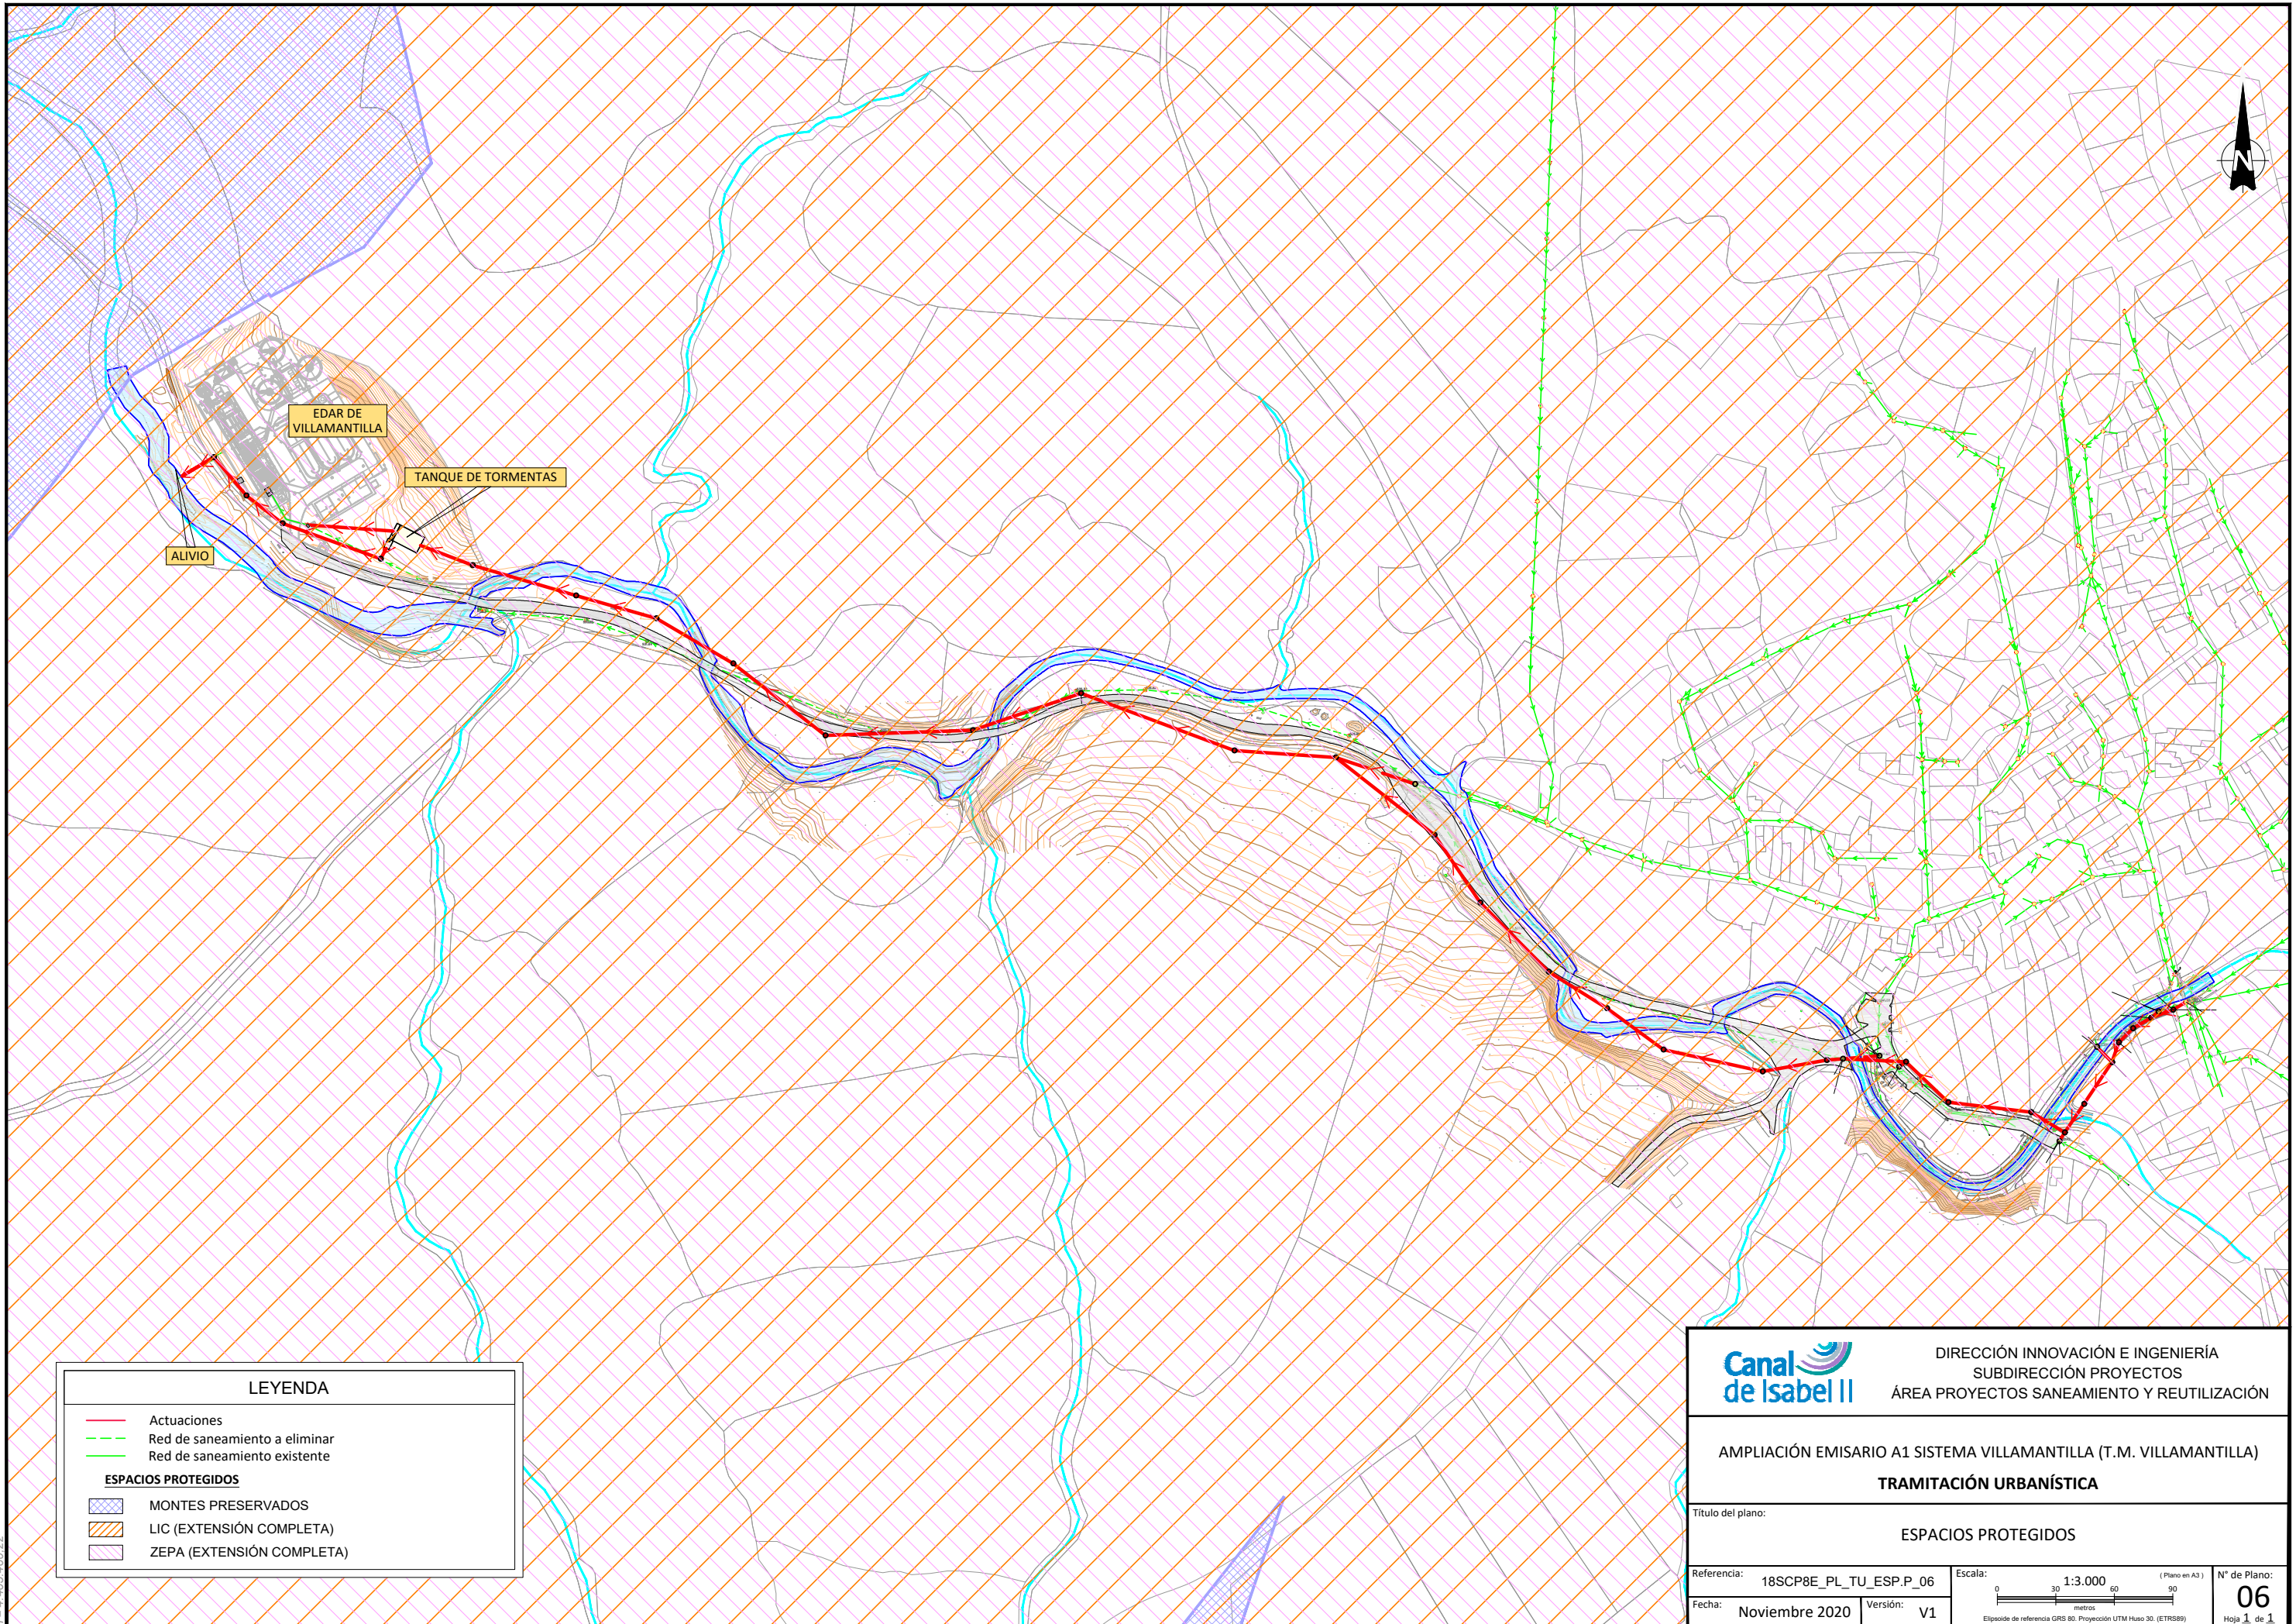 N
EDAR DE
VILLAMANTILLA
TANQUE DE TORMENTAS
ALIVIO
LEYENDA
Actuaciones
Red de saneamiento a eliminar
Red de saneamiento existente
ESPACIOS PROTEGIDOS
MONTES PRESERVADOS
LIC (EXTENSIÓN COMPLETA)
ZEPA (EXTENSIÓN COMPLETA)
Canal
de Isabel II
DIRECCIÓN INNOVACIÓN E INGENIERÍA
SUBDIRECCIÓN PROYECTOS
ÁREA PROYECTOS SANEAMIENTO Y REUTILIZACIÓN
AMPLIACIÓN EMISARIO A1 SISTEMA VILLAMANTILLA (T.M. VILLAMANTILLA)
TRAMITACIÓN URBANÍSTICA
Título del plano:
ESPACIOS PROTEGIDOS
Referencia: 18SCP8E_PL_TU_ESP.P_06
Fecha: Noviembre 2020
Versión: V1
Escala: 1:3.000 ( Plano en A3 )
0 30 60 90
metros
Elipsoide de referencia GRS 80. Proyección UTM Huso 30. (ETRS89)
N° de Plano:
06
Hoja 1 de 1